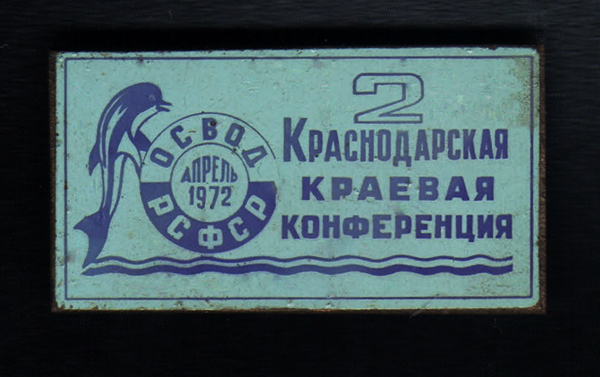 ОСВОД
АПРЕЛЬ
1972
РСФСР
2
КРАСНОДАРСКАЯ
КРАЕВАЯ
КОНФЕРЕНЦИЯ